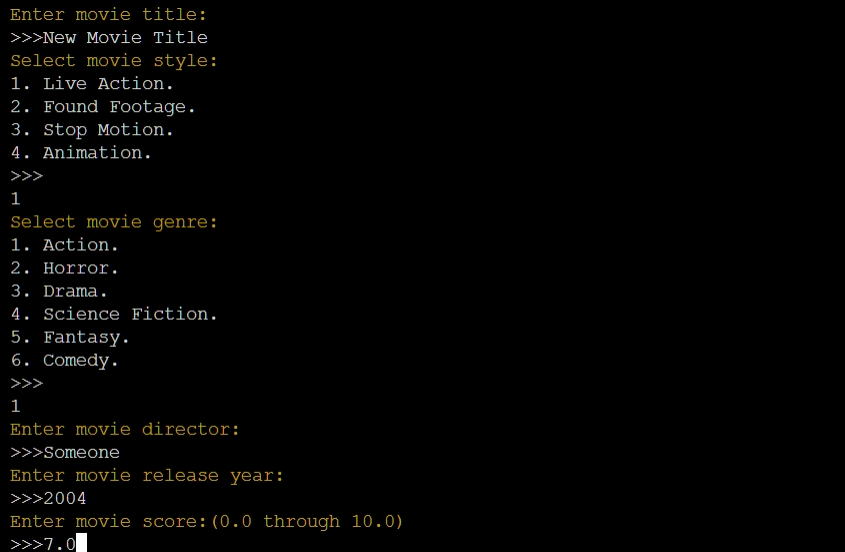 Enter movie title:
>>>New Movie Title
Select movie style:
1. Live Action.
2. Found Footage.
3. Stop Motion.
4. Animation.
>>>
1
Select movie genre:
1. Action.
2. Horror.
3. Drama.
4. Science Fiction.
5. Fantasy.
6. Comedy.
>>>
1
Enter movie director:
>>>Someone
Enter movie release year:
>>>2004
Enter movie score:(0.0 through 10.0)
>>>7.0